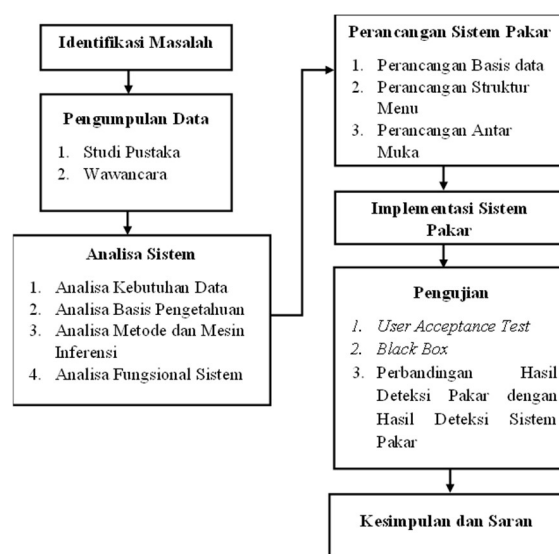 Identifikasi Masalah
Pengumpulan Data
1. Studi Pustaka
2. Wawancara
Analisa Sistem
1. Analisa Kebutuhan Data
2. Analisa Basis Pengetahuan
3. Analisa Metode dan Mesin
Inferensi
4. Analisa Fungsional Sistem
Perancangan Sistem Pakar
1. Perancangan Basis data
2. Perancangan Struktur
Menu
3. Perancangan Antar
Muka
Implementasi Sistem
Pakar
Pengujian
1. User Acceptance Test
2. Black Box
3. Perbandingan Hasil
Deteksi Pakar dengan
Hasil Deteksi Sistem
Pakar
Kesimpulan dan Saran